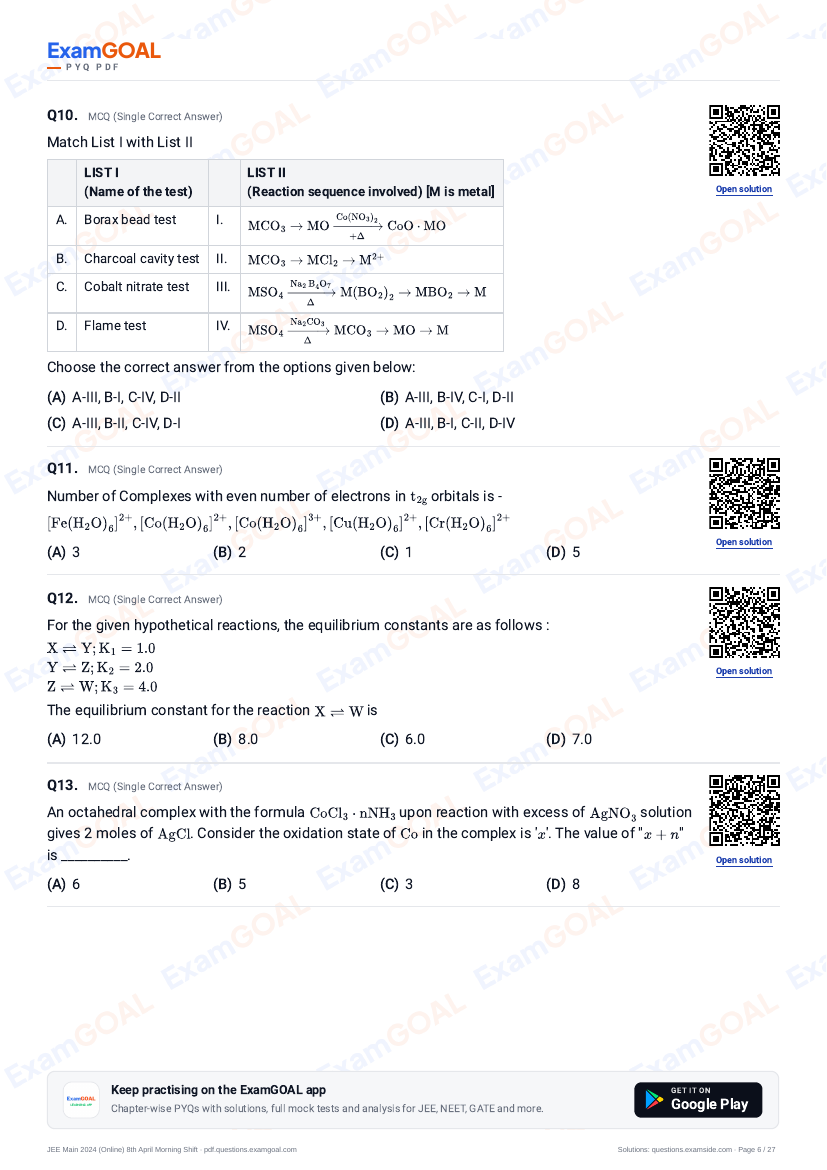 ExamGOAL
PYQ PDF
Q10. MCQ (Single Correct Answer)
Match List I with List II
LIST I
(Name of the test)
LIST II
(Reaction sequence involved) [M is metal]
A. Borax bead test I. MCO₃ → MO →[Co(NO₃)₂ / +Δ] CoO · MO
B. Charcoal cavity test II. MCO₃ → MCl₂ → M²⁺
C. Cobalt nitrate test III. MSO₄ →[Na₂B₄O₇ / Δ] M(BO₂)₂ → MBO₂ → M
D. Flame test IV. MSO₄ →[Na₂CO₃ / Δ] MCO₃ → MO → M
Choose the correct answer from the options given below:
(A) A-III, B-I, C-IV, D-II (B) A-III, B-IV, C-I, D-II
(C) A-III, B-II, C-IV, D-I (D) A-III, B-I, C-II, D-IV
Open solution
Q11. MCQ (Single Correct Answer)
Number of Complexes with even number of electrons in t₂g orbitals is -
[Fe(H₂O)₆]²⁺, [Co(H₂O)₆]²⁺, [Co(H₂O)₆]³⁺, [Cu(H₂O)₆]²⁺, [Cr(H₂O)₆]²⁺
(A) 3 (B) 2 (C) 1 (D) 5
Open solution
Q12. MCQ (Single Correct Answer)
For the given hypothetical reactions, the equilibrium constants are as follows :
X ⇌ Y; K₁ = 1.0
Y ⇌ Z; K₂ = 2.0
Z ⇌ W; K₃ = 4.0
The equilibrium constant for the reaction X ⇌ W is
(A) 12.0 (B) 8.0 (C) 6.0 (D) 7.0
Open solution
Q13. MCQ (Single Correct Answer)
An octahedral complex with the formula CoCl₃ · nNH₃ upon reaction with excess of AgNO₃ solution
gives 2 moles of AgCl. Consider the oxidation state of Co in the complex is 'x'. The value of "x + n"
is __________.
(A) 6 (B) 5 (C) 3 (D) 8
Open solution
Keep practising on the ExamGOAL app
Chapter-wise PYQs with solutions, full mock tests and analysis for JEE, NEET, GATE and more.
GET IT ON
Google Play
JEE Main 2024 (Online) 8th April Morning Shift · pdf.questions.examgoal.com
Solutions: questions.examside.com · Page 6 / 27